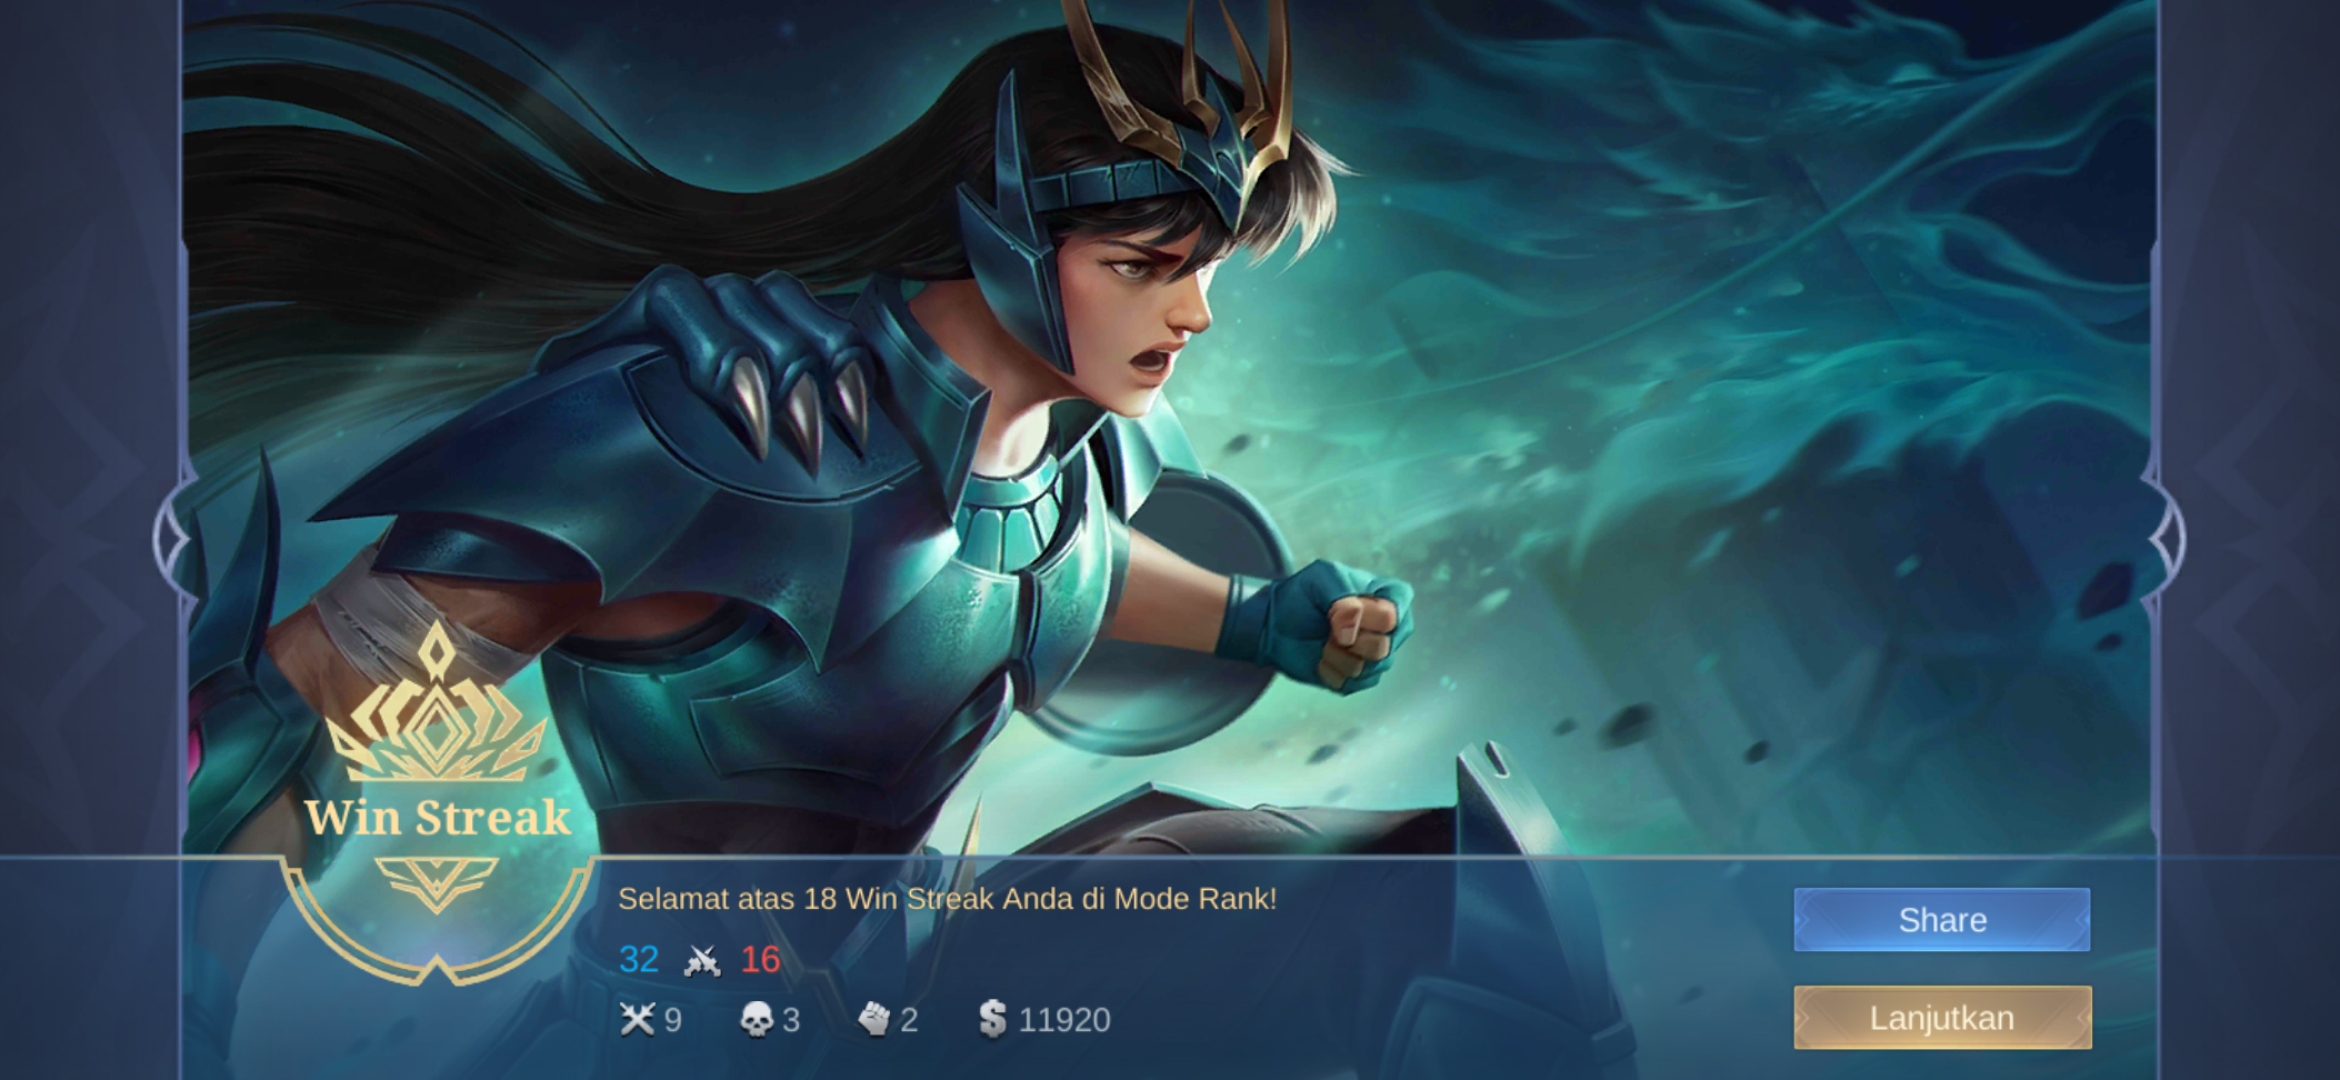 Win Streak
Selamat atas 18 Win Streak Anda di Mode Rank!
32 16
9 3 2 11920
Share
Lanjutkan